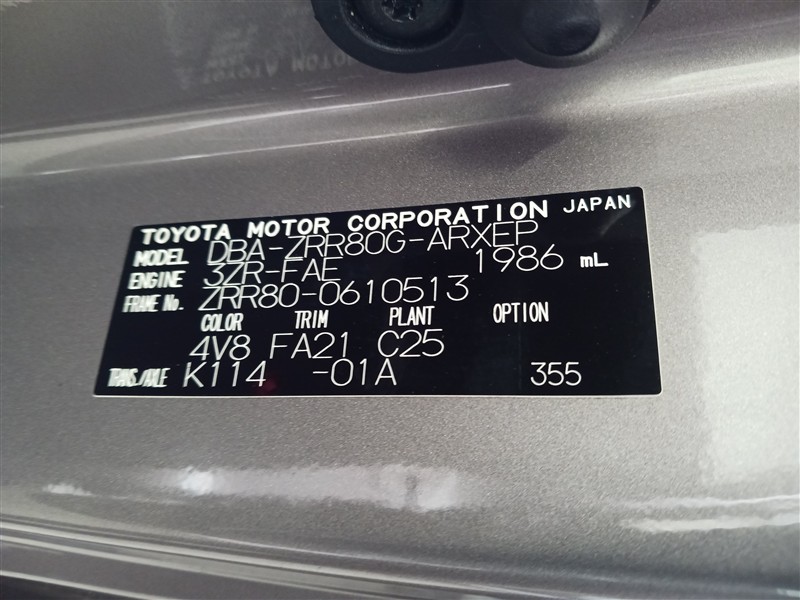 TOYOTA MOTOR CORPORATION JAPAN
MODEL DBA-ZRR80G-ARXEP
ENGINE 3ZR-FAE 1986 mL
FRAME No. ZRR80-0610513
COLOR TRIM PLANT OPTION
4V8 FA21 C25
TRANS./AXLE K114 -01A 355